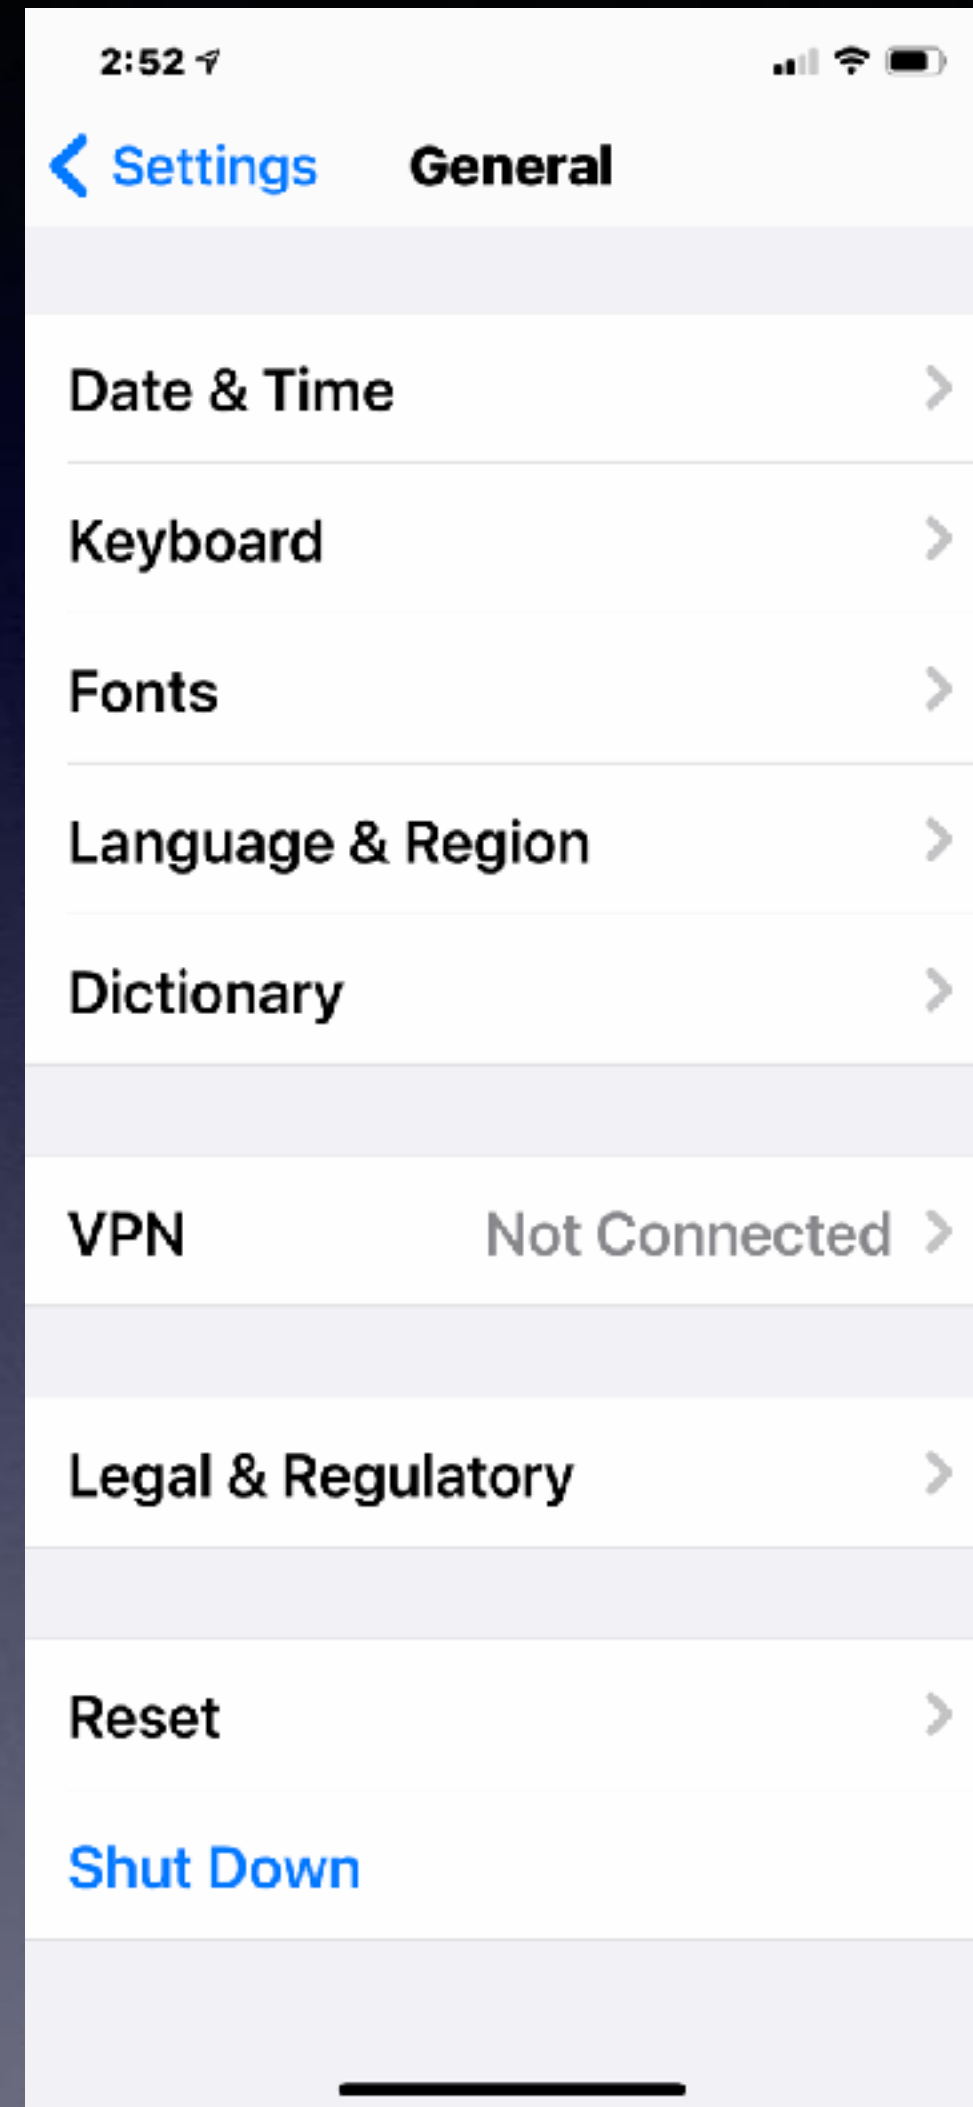 2:52
Settings General
Date & Time
Keyboard
Fonts
Language & Region
Dictionary
VPN Not Connected
Legal & Regulatory
Reset
Shut Down